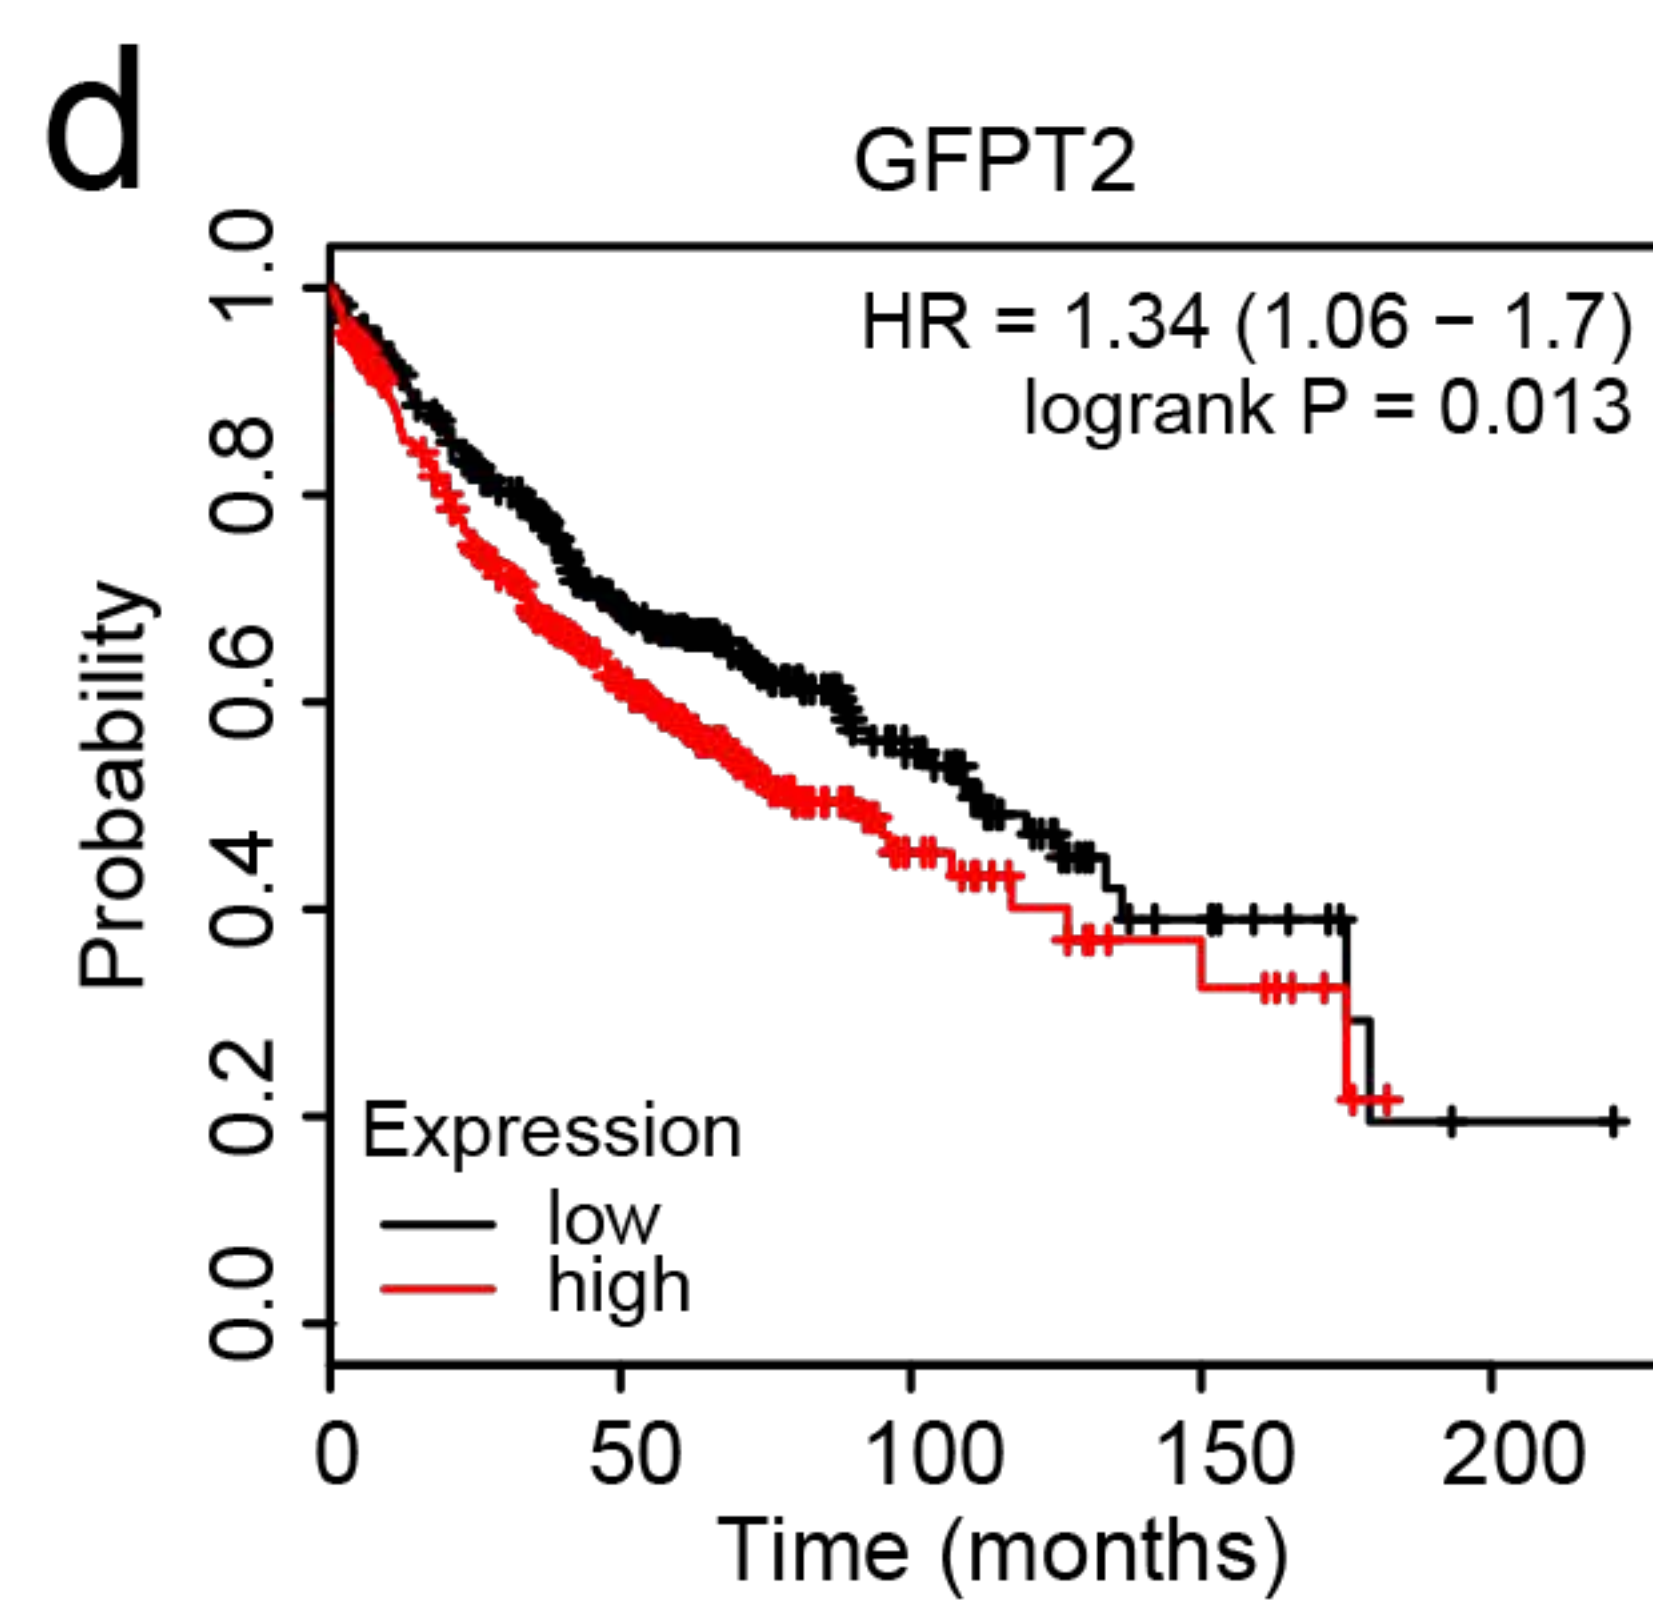 d
GFPT2
HR = 1.34 (1.06 − 1.7)
logrank P = 0.013
Probability
1.0
0.8
0.6
0.4
0.2
0.0
Expression
low
high
0 50 100 150 200
Time (months)